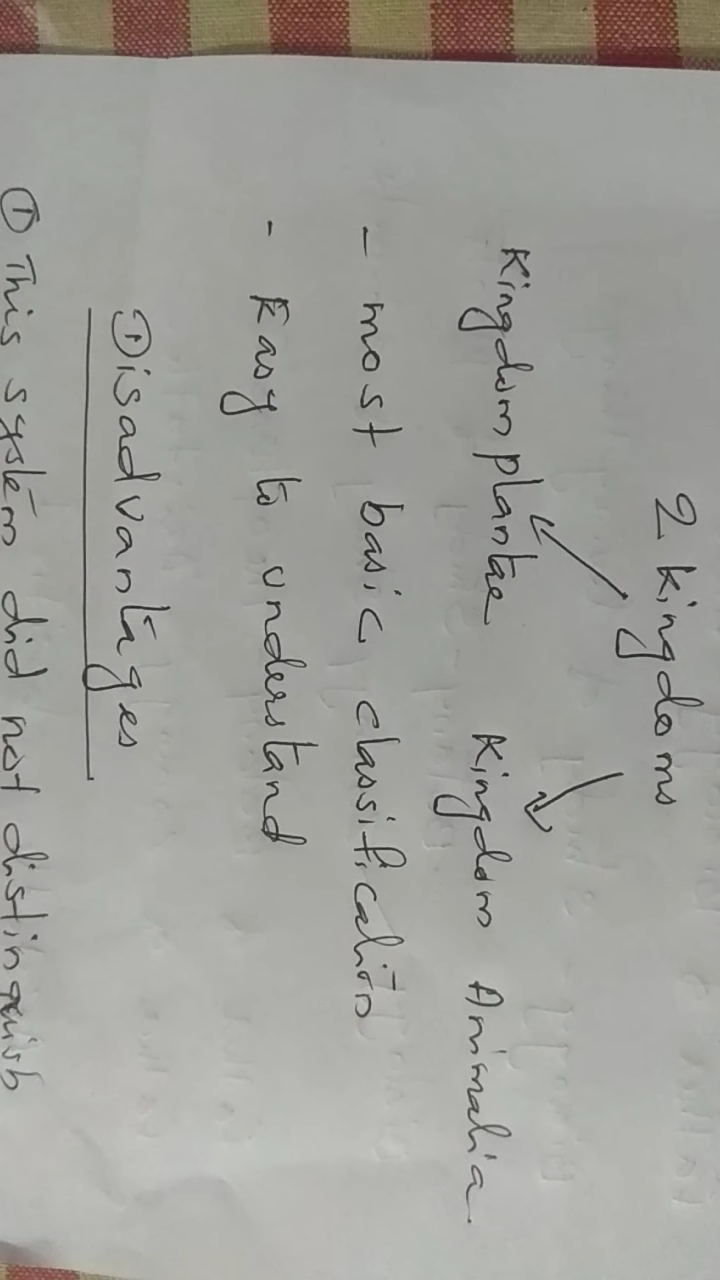 2 kingdoms
Kingdom plantae Kingdom Animalia.
- most basic classification
- Easy to understand
Disadvantages
① This system did not distinguish